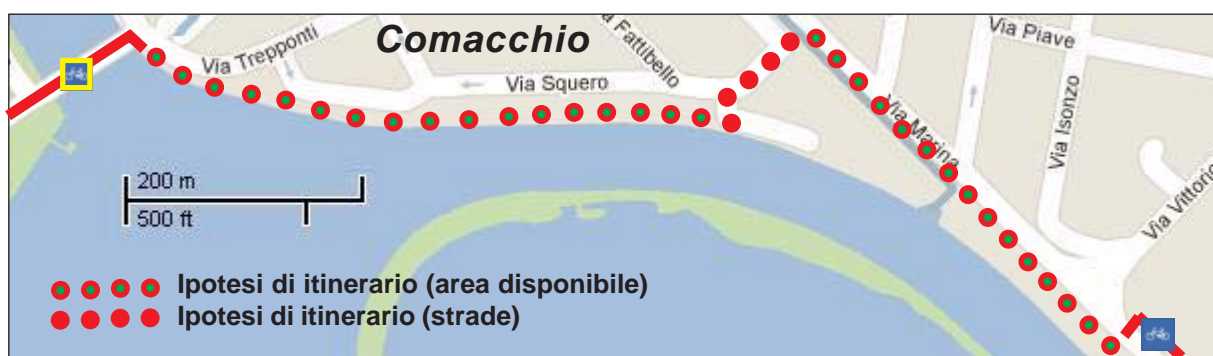 Comacchio
Via Trepponti
Via Fattibello
Via Squero
Via Piave
Via Marina
Via Isonzo
Via Vittorio
200 m
500 ft
Ipotesi di itinerario (area disponibile)
Ipotesi di itinerario (strade)